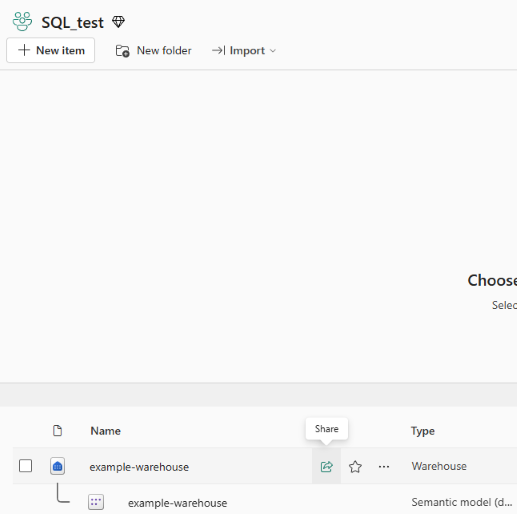 SQL_test
New item New folder Import
Choose
Selec
Share
Name Type
example-warehouse Warehouse
example-warehouse Semantic model (d...